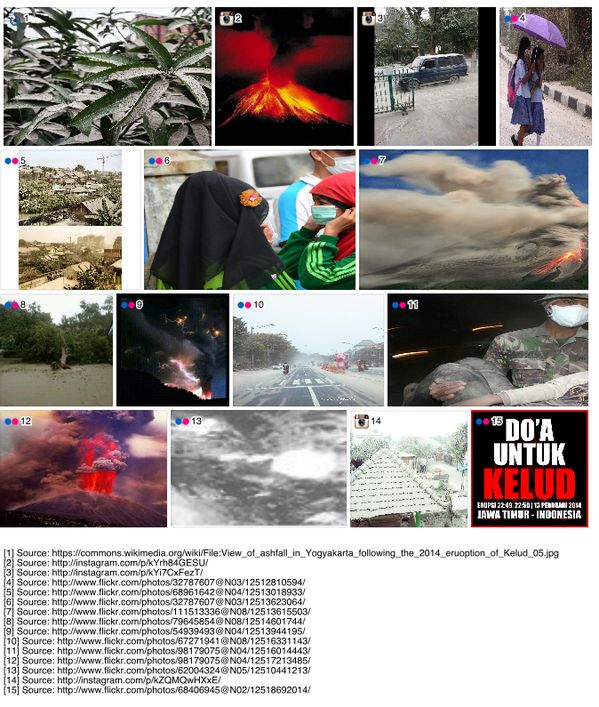 1
2
3
4
5
6
7
8
9
10
11
12
13
14
15
DO'A
UNTUK
KELUD
ERUPSI 22:49, 22:50 | 13 PEBRUARI 2014
JAWA TIMUR - INDONESIA
[1] Source: https://commons.wikimedia.org/wiki/File:View_of_ashfall_in_Yogyakarta_following_the_2014_eruoption_of_Kelud_05.jpg
[2] Source: http://instagram.com/p/kYrh84GESU/
[3] Source: http://instagram.com/p/kYi7CxFezT/
[4] Source: http://www.flickr.com/photos/32787607@N03/12512810594/
[5] Source: http://www.flickr.com/photos/68961642@N04/12513018933/
[6] Source: http://www.flickr.com/photos/32787607@N03/12513623064/
[7] Source: http://www.flickr.com/photos/111513336@N08/12513615503/
[8] Source: http://www.flickr.com/photos/79645854@N08/12514601744/
[9] Source: http://www.flickr.com/photos/54939493@N04/12513944195/
[10] Source: http://www.flickr.com/photos/67271941@N08/12516331143/
[11] Source: http://www.flickr.com/photos/98179075@N04/12516014443/
[12] Source: http://www.flickr.com/photos/98179075@N04/12517213485/
[13] Source: http://www.flickr.com/photos/62004324@N05/12510441213/
[14] Source: http://instagram.com/p/kZQMQwHXxE/
[15] Source: http://www.flickr.com/photos/68406945@N02/12518692014/